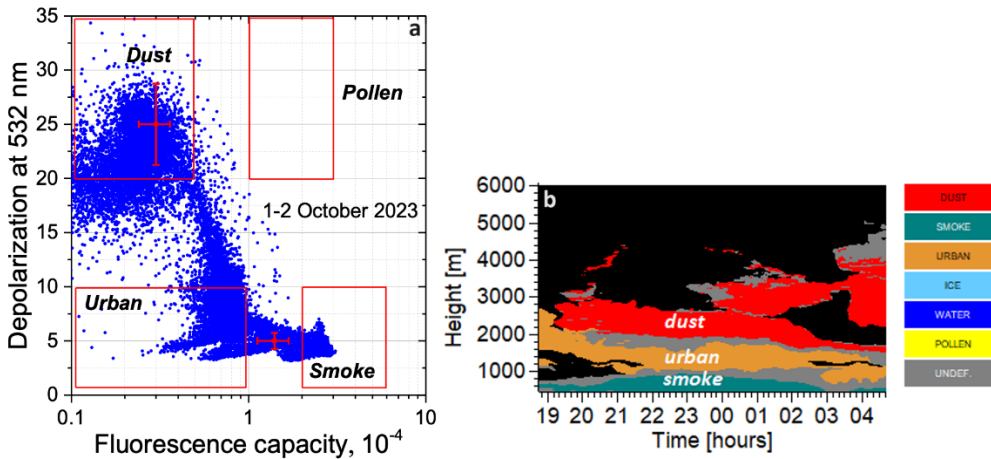 a
35
30
25
20
15
10
5
0
Depolarization at 532 nm
Dust
Pollen
1-2 October 2023
Urban
Smoke
0.1 1 10
Fluorescence capacity, 10-4
b
6000
5000
4000
3000
2000
1000
Height [m]
dust
urban
smoke
19 20 21 22 23 00 01 02 03 04
Time [hours]
DUST
SMOKE
URBAN
ICE
WATER
POLLEN
UNDEF.